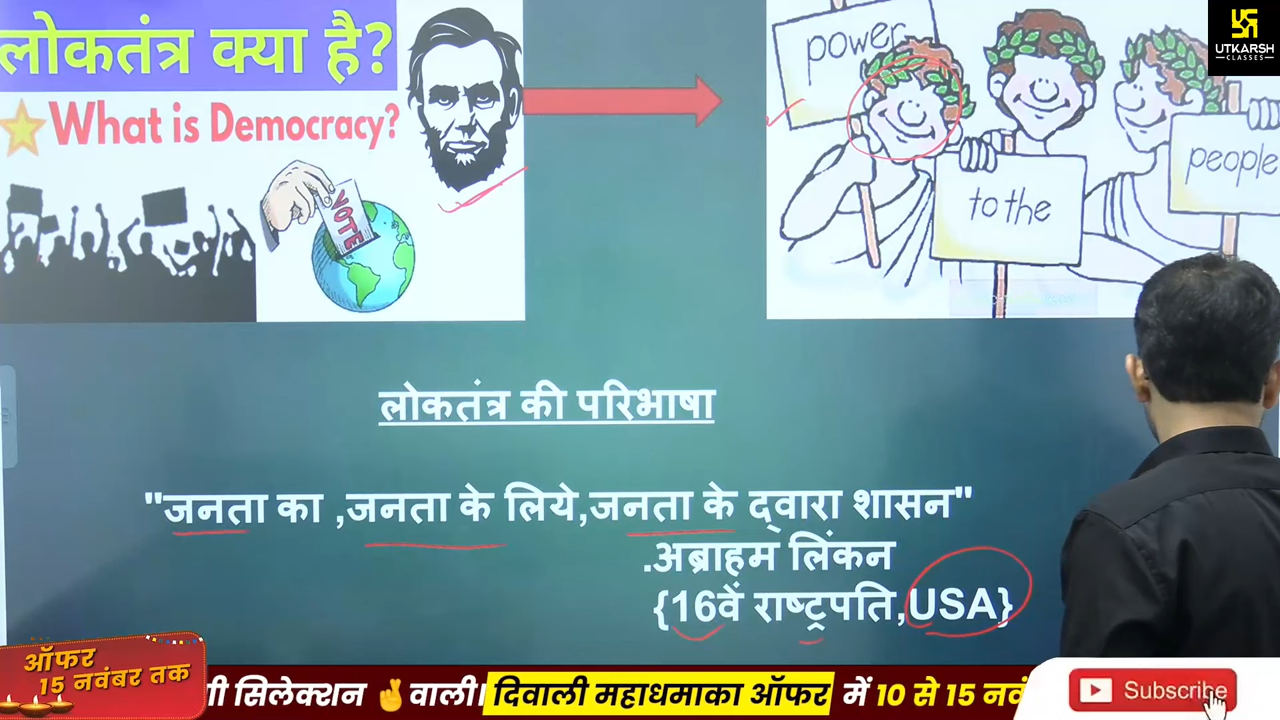 लोकतंत्र क्या है?
What is Democracy?
VOTE
power
to the
people
UTKARSH
CLASSES
लोकतंत्र की परिभाषा
"जनता का ,जनता के लिये,जनता के द्वारा शासन"
.अब्राहम लिंकन
{16वें राष्ट्रपति,USA}
ऑफर
15 नवंबर तक
सिलेक्शन 🤞वाली। दिवाली महाधमाका ऑफर में 10 से 15
Subscribe